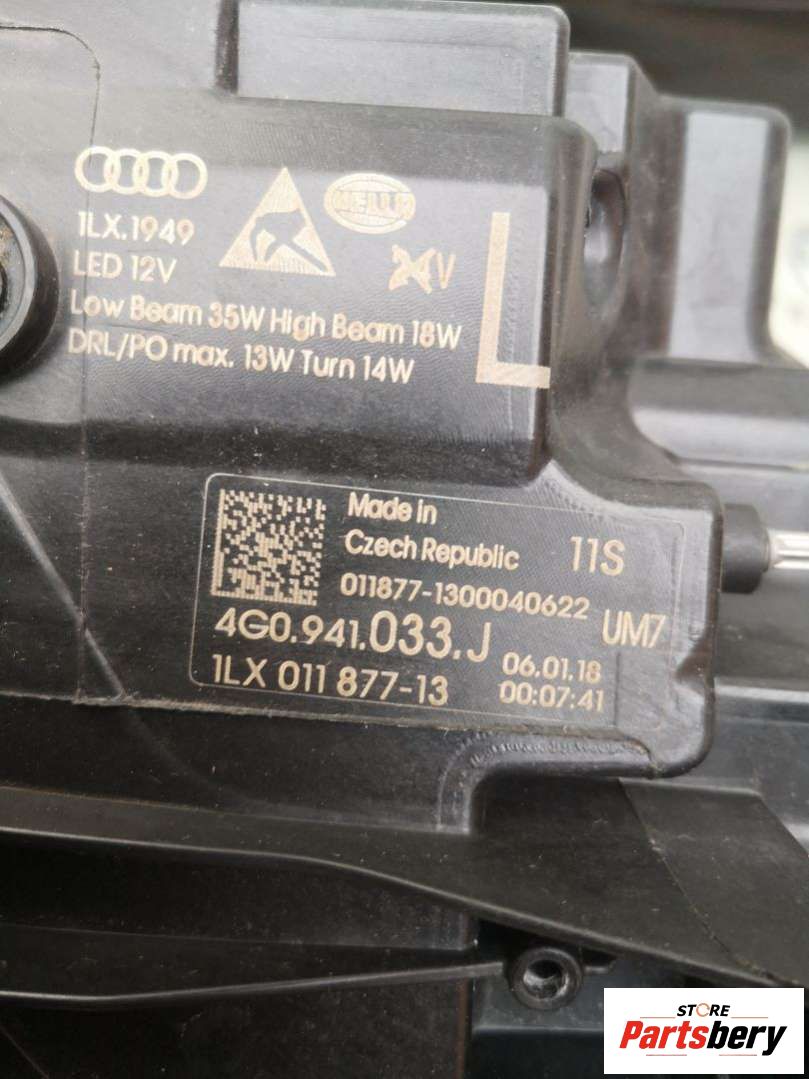 1LX.1949
LED 12V
HELLA
24V
L
Low Beam 35W High Beam 18W
DRL/PO max. 13W Turn 14W
Made in
Czech Republic
11S
011877-1300040622
UM7
4G0.941.033.J
06.01.18
1LX 011 877-13
00:07:41
STORE
Partsbery